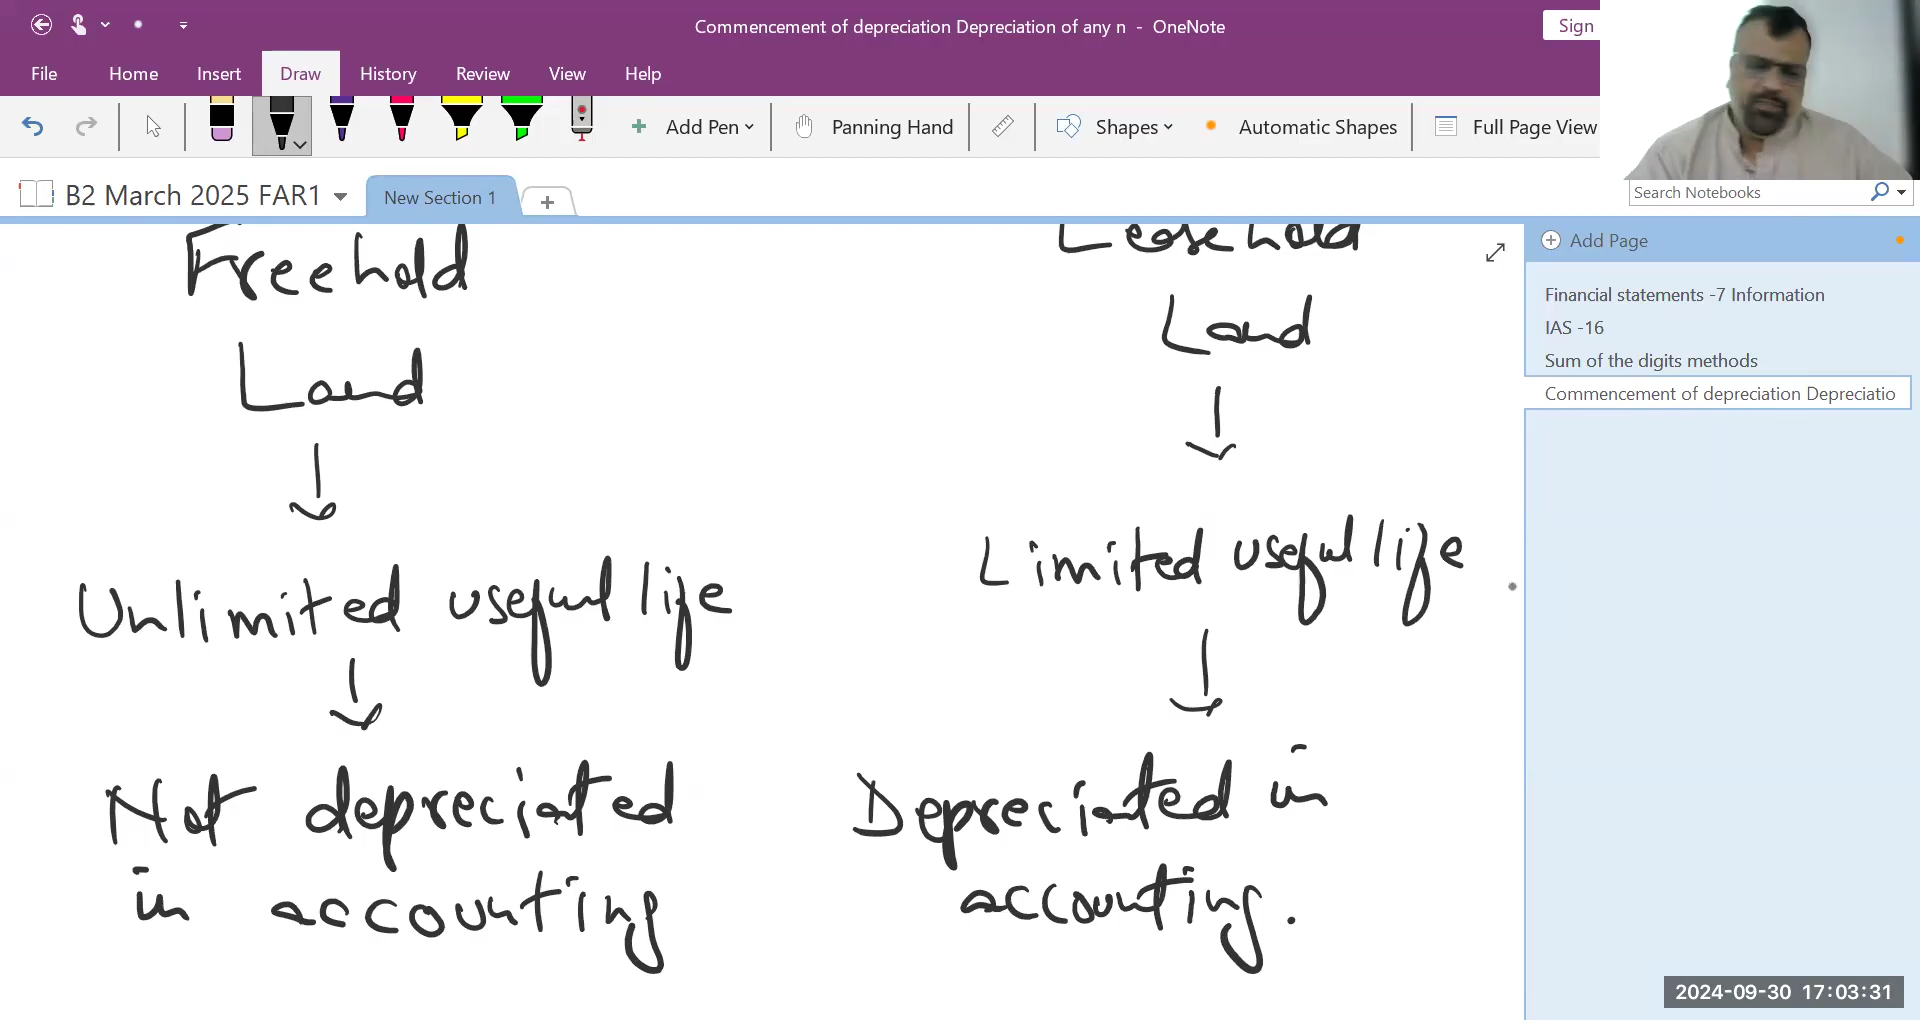 Commencement of depreciation Depreciation of any n - OneNote
Sign
File Home Insert Draw History Review View Help
Add Pen Panning Hand Shapes Automatic Shapes Full Page View
B2 March 2025 FAR1
New Section 1
Search Notebooks
Add Page
Financial statements -7 Information
IAS -16
Sum of the digits methods
Commencement of depreciation Depreciatio
Freehold
Land
Unlimited useful life
Not depreciated
in accounting
Leasehold
Land
Limited useful life
Depreciated in
accounting.
2024-09-30 17:03:31